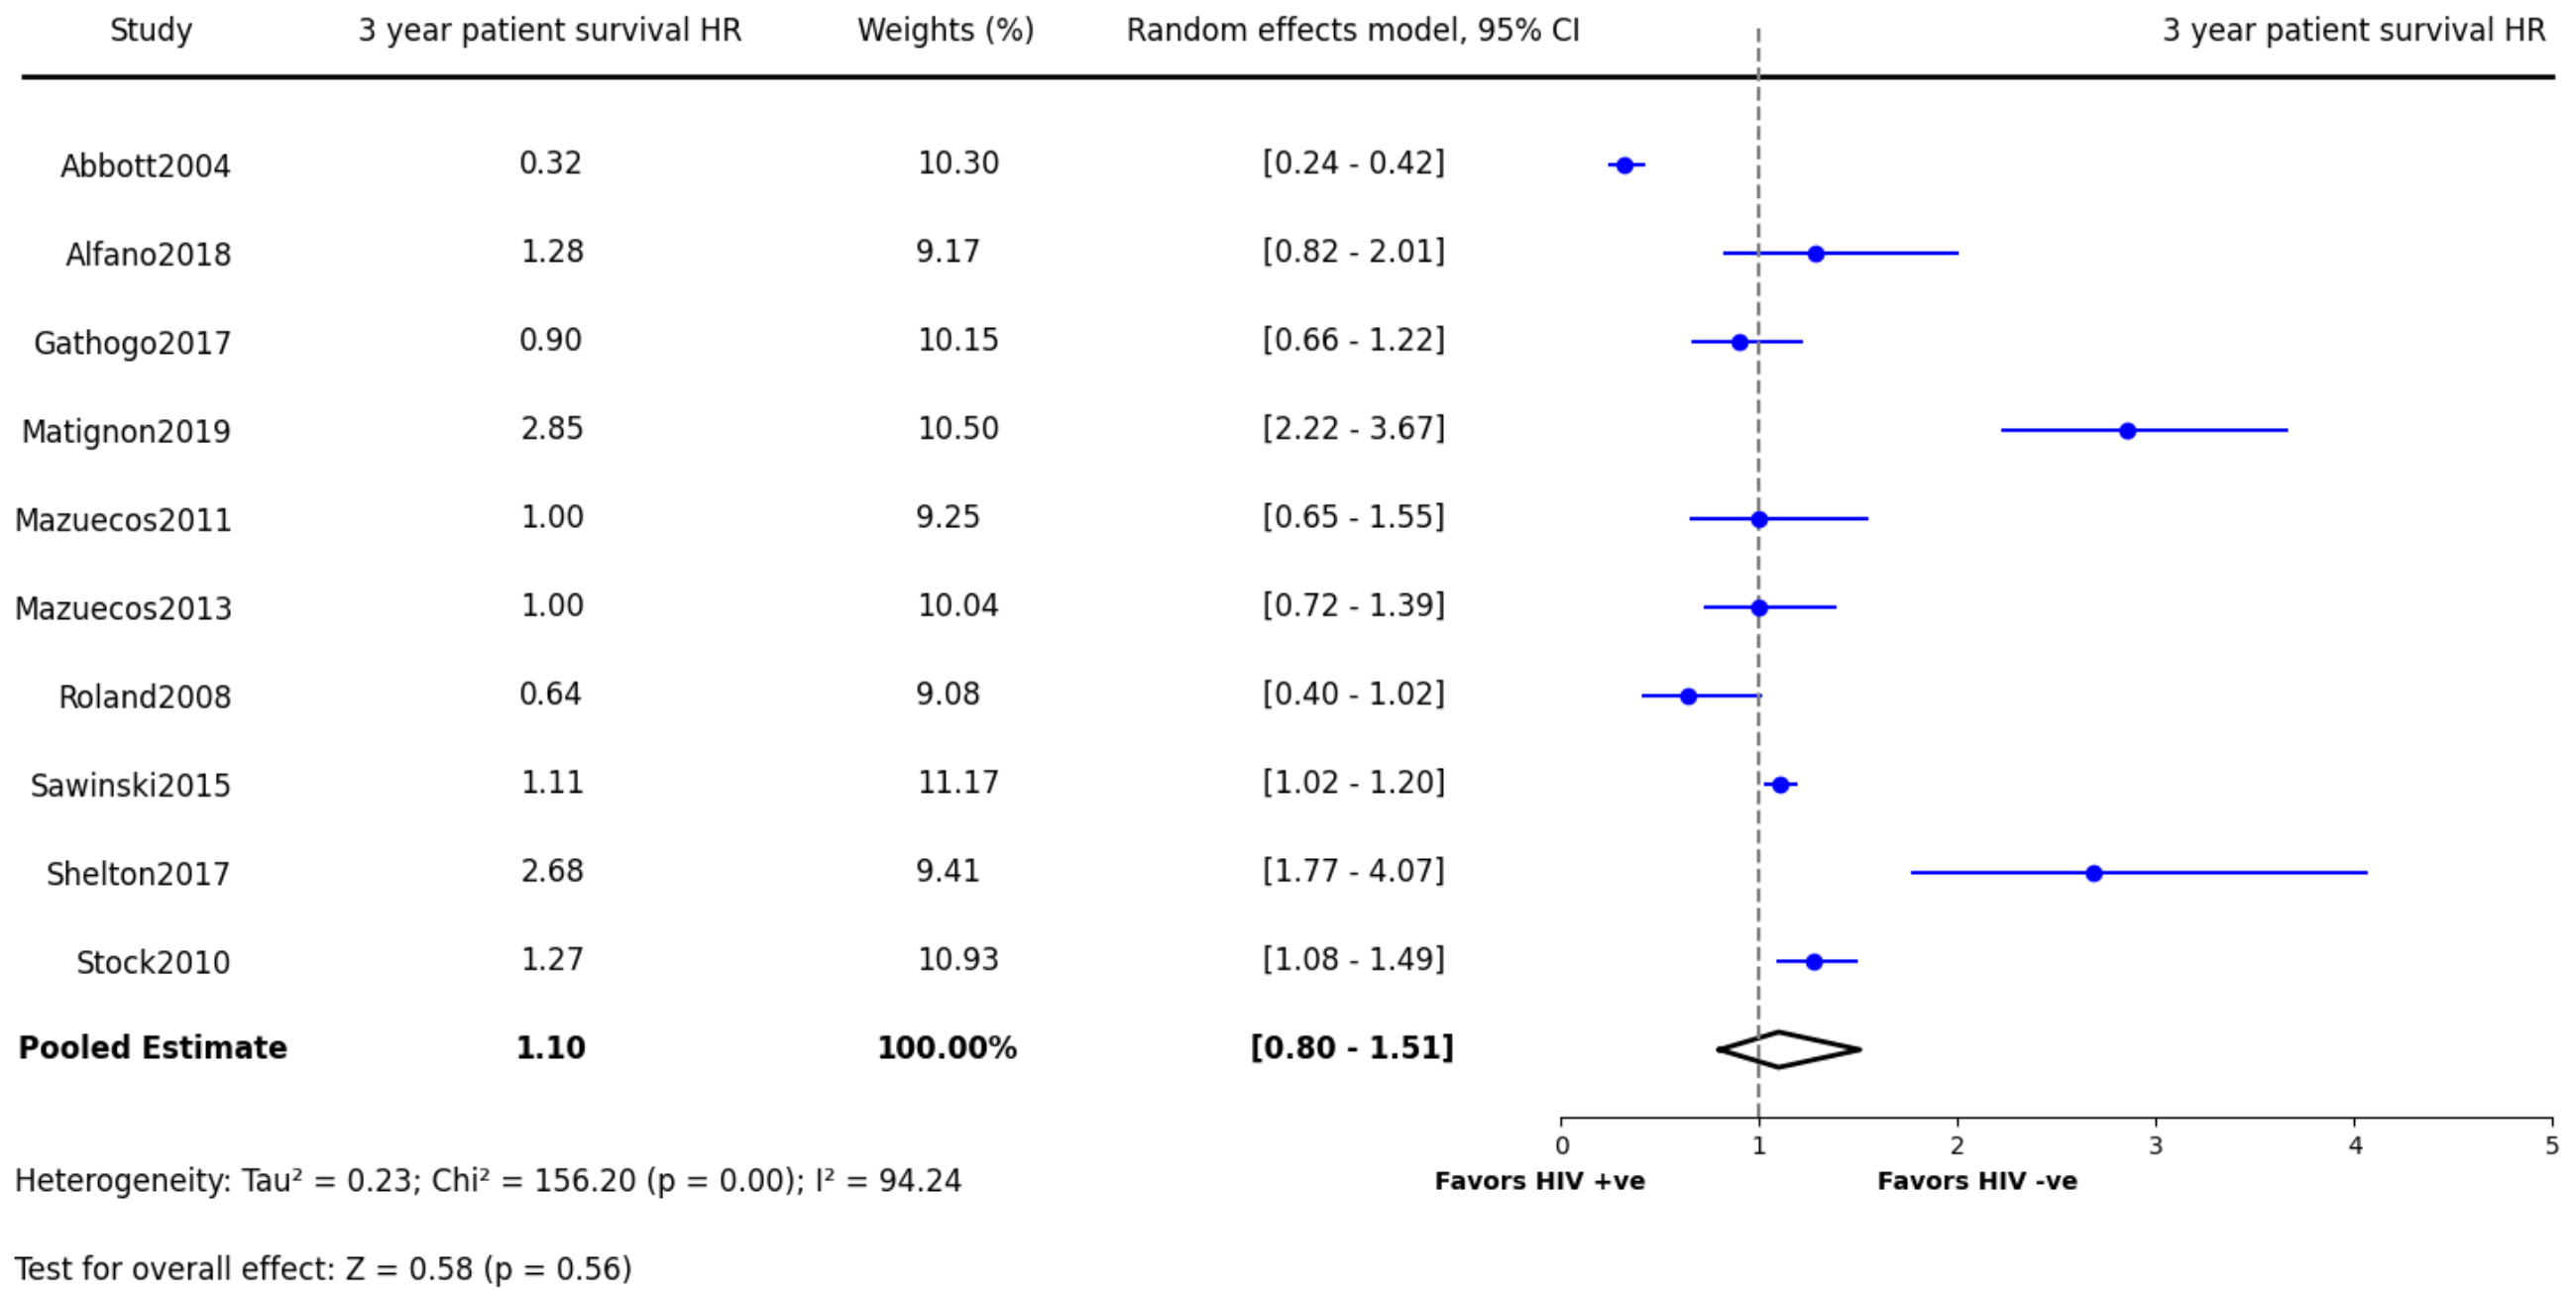 Study 3 year patient survival HR Weights (%) Random effects model, 95% CI 3 year patient survival HR
Abbott2004 0.32 10.30 [0.24 - 0.42]
Alfano2018 1.28 9.17 [0.82 - 2.01]
Gathogo2017 0.90 10.15 [0.66 - 1.22]
Matignon2019 2.85 10.50 [2.22 - 3.67]
Mazuecos2011 1.00 9.25 [0.65 - 1.55]
Mazuecos2013 1.00 10.04 [0.72 - 1.39]
Roland2008 0.64 9.08 [0.40 - 1.02]
Sawinski2015 1.11 11.17 [1.02 - 1.20]
Shelton2017 2.68 9.41 [1.77 - 4.07]
Stock2010 1.27 10.93 [1.08 - 1.49]
Pooled Estimate 1.10 100.00% [0.80 - 1.51]
0 1 2 3 4 5
Heterogeneity: Tau² = 0.23; Chi² = 156.20 (p = 0.00); I² = 94.24 Favors HIV +ve Favors HIV -ve
Test for overall effect: Z = 0.58 (p = 0.56)